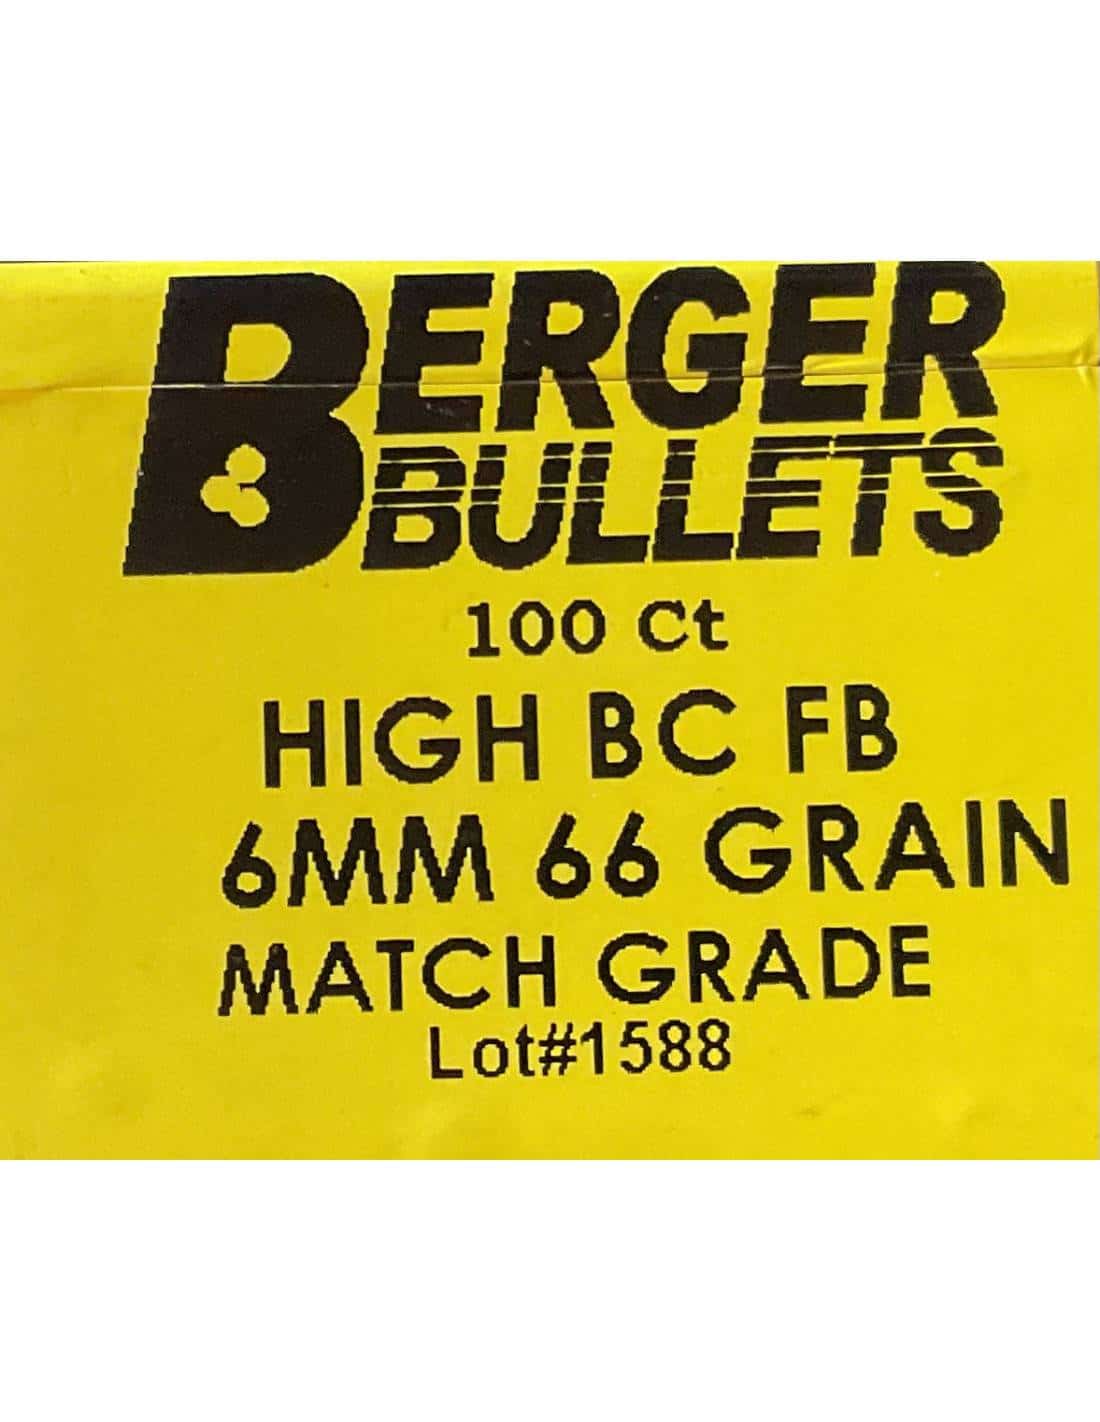 BERGER
BULLETS
100 Ct
HIGH BC FB
6MM 66 GRAIN
MATCH GRADE
Lot#1588